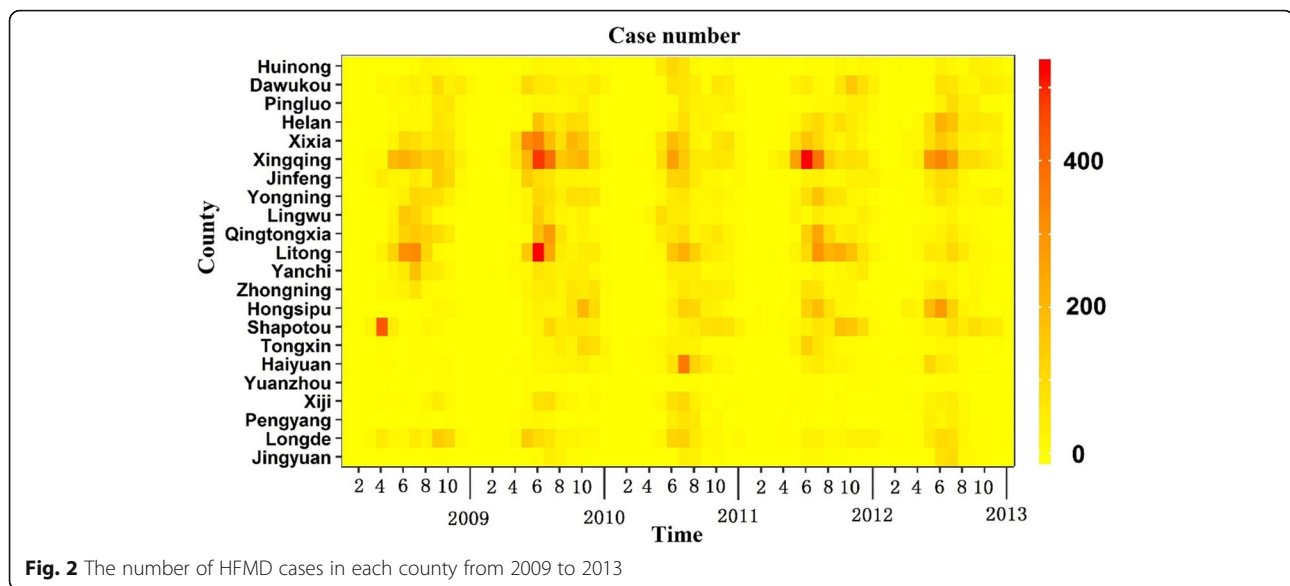 Case number
Huinong
Dawukou
Pingluo
Helan
Xixia
Xingqing
Jinfeng
Yongning
Lingwu
Qingtongxia
Litong
Yanchi
Zhongning
Hongsipu
Shapotou
Tongxin
Haiyuan
Yuanzhou
Xiji
Pengyang
Longde
Jingyuan
County
400
200
0
2 4 6 8 10 2 4 6 8 10 2 4 6 8 10 2 4 6 8 10 2 4 6 8 10
2009 2010 2011 2012 2013
Time
Fig. 2 The number of HFMD cases in each county from 2009 to 2013